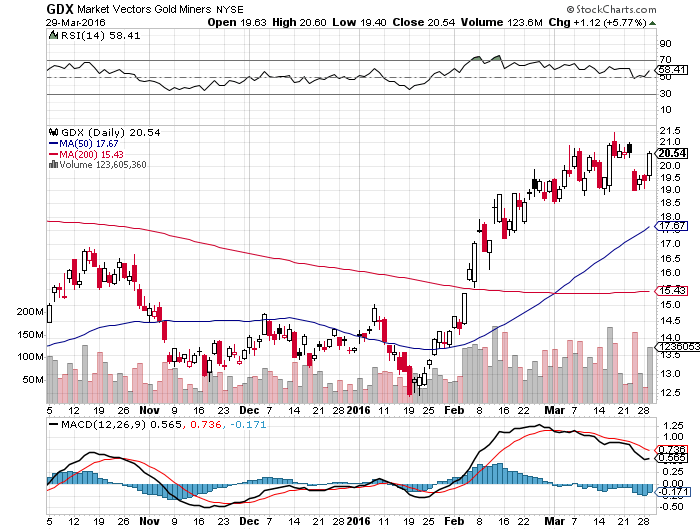 GDX Market Vectors Gold Miners NYSE © StockCharts.com
29-Mar-2016 Open 19.63 High 20.60 Low 19.40 Close 20.54 Volume 123.6M Chg +1.12 (+5.77%)
RSI(14) 58.41
90
70
58.41
50
30
10
GDX (Daily) 20.54
MA(50) 17.67
MA(200) 15.43
Volume 123,605,360
21.5
21.0
20.54
20.0
19.5
19.0
18.5
18.0
17.67
17.5
17.0
16.5
16.0
15.43
15.0
14.5
14.0
13.5
13.0
12.5
200M
150M
100M
50M
1236053
5 12 19 26 Nov 9 16 23 Dec 7 14 21 28 2016 11 19 25 Feb 8 16 22 Mar 7 14 21 28
MACD(12,26,9) 0.565, 0.736, -0.171
1.25
1.00
0.736
0.565
0.25
0.00
-0.171
-0.50
5 12 19 26 Nov 9 16 23 Dec 7 14 21 28 2016 11 19 25 Feb 8 16 22 Mar 7 14 21 28